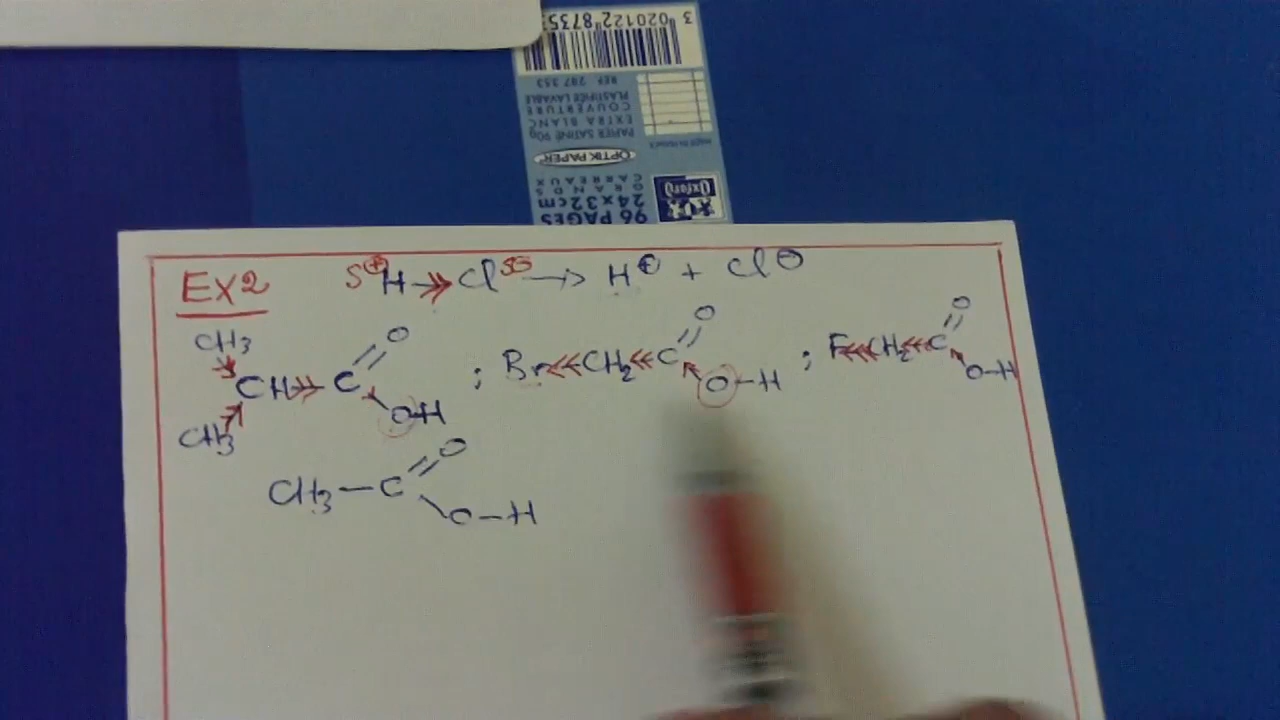 3 020122 8735
REF 287 353
PLASTIFIÉE LAVABLE
COUVERTURE
EXTRA BLANC
PAPIER SATINÉ 90g
OPTIK PAPER
GRANDS CARREAUX
24x32cm
96 PAGES
Oxford
EX2 δ⊕H ⇾> Cl δ⊖ → H⊕ + Cl⊖
CH3
CH → C = O
OH
CH3
; Br CH2 C = O
O-H
; F CH2 C = O
O-H
CH3 — C = O
O-H